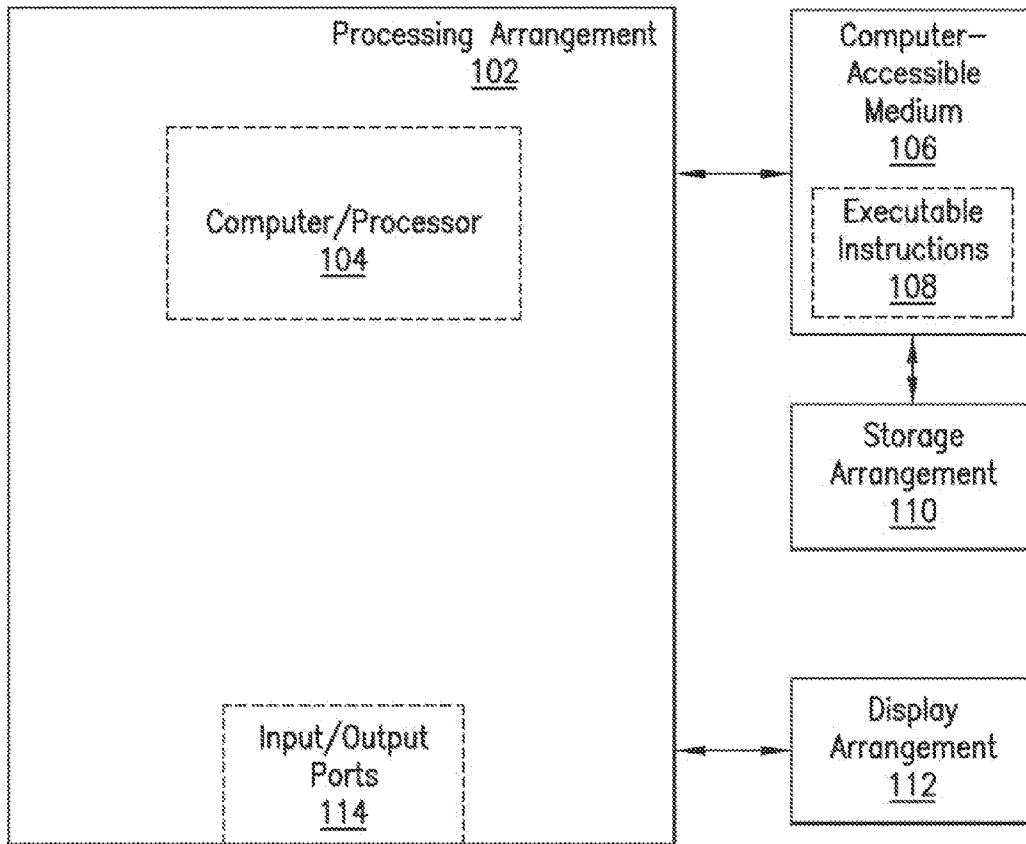 Processing Arrangement
102
Computer/Processor
104
Input/Output
Ports
114
Computer-
Accessible
Medium
106
Executable
Instructions
108
Storage
Arrangement
110
Display
Arrangement
112